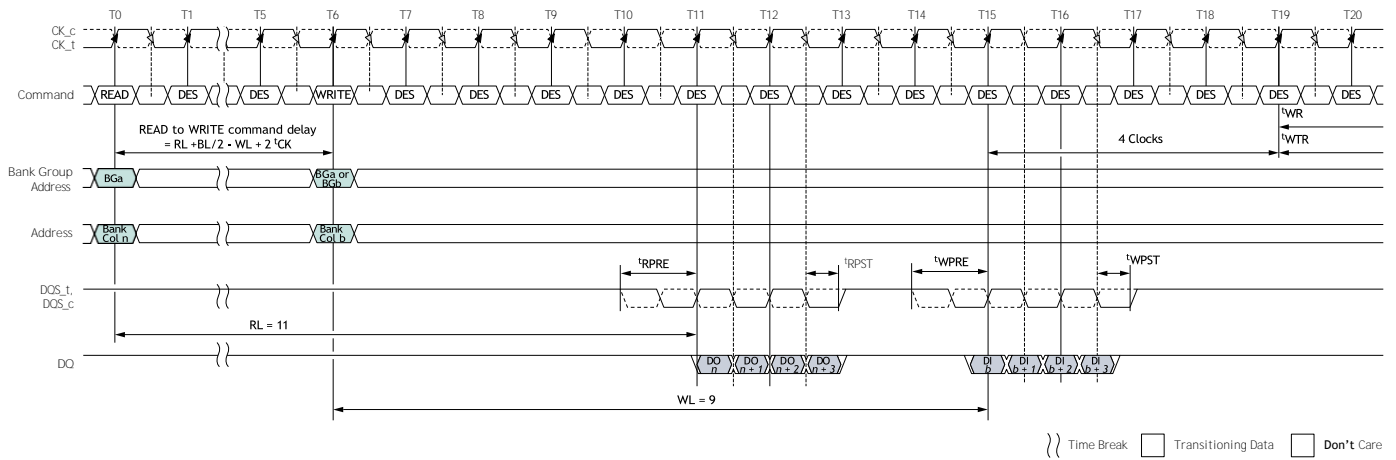 T0 T1 T5 T6 T7 T8 T9 T10 T11 T12 T13 T14 T15 T16 T17 T18 T19 T20
CK_c
CK_t
Command READ DES DES WRITE DES DES DES DES DES DES DES DES DES DES DES DES DES DES
tWR
READ to WRITE command delay
= RL +BL/2 - WL + 2 tCK
4 Clocks
tWTR
Bank Group
Address
BGa
BGa or
BGb
Address
Bank
Col n
Bank
Col b
tRPRE tRPST tWPRE tWPST
DQS_t,
DQS_c
RL = 11
DQ
DO
n
DO
n + 1
DO
n + 2
DO
n + 3
DI
b
DI
b + 1
DI
b + 2
DI
b + 3
WL = 9
Time Break Transitioning Data Don't Care